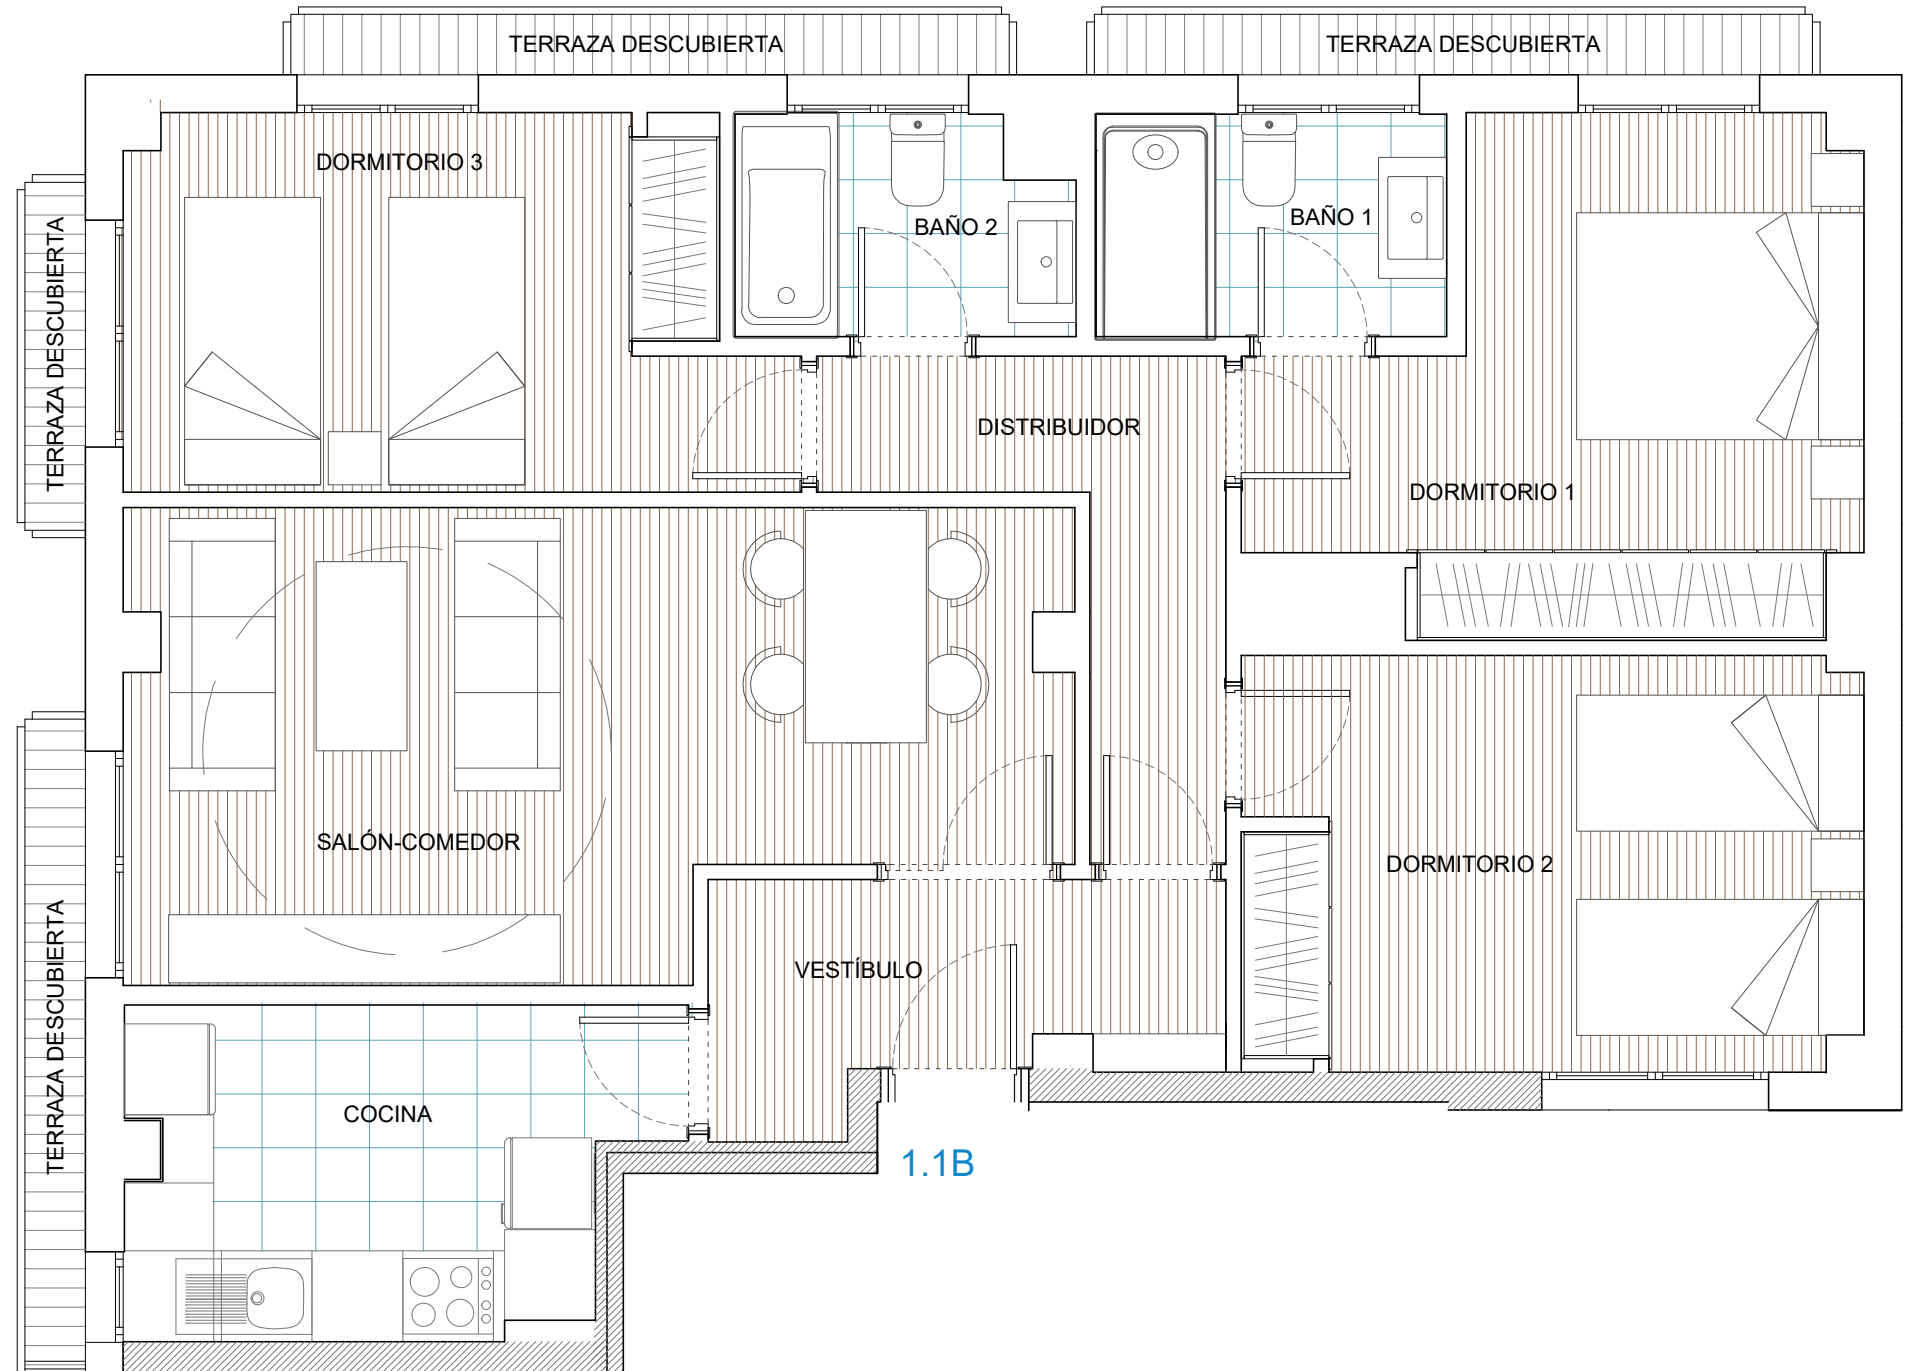 TERRAZA DESCUBIERTA
TERRAZA DESCUBIERTA
DORMITORIO 3
BAÑO 2
BAÑO 1
TERRAZA DESCUBIERTA
DISTRIBUIDOR
DORMITORIO 1
SALÓN-COMEDOR
DORMITORIO 2
VESTÍBULO
TERRAZA DESCUBIERTA
COCINA
1.1B